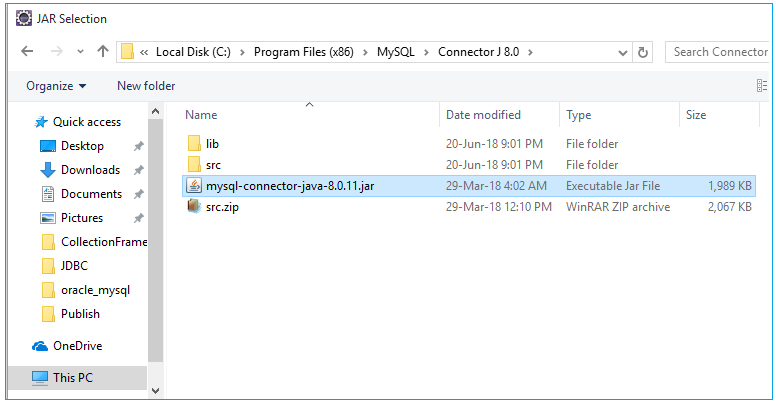 JAR Selection
« Local Disk (C:) › Program Files (x86) › MySQL › Connector J 8.0 ›
Search Connector
Organize
New folder
Name Date modified Type Size
Quick access
Desktop
Downloads
Documents
Pictures
CollectionFrame
JDBC
oracle_mysql
Publish
OneDrive
This PC
lib 20-Jun-18 9:01 PM File folder
src 20-Jun-18 9:01 PM File folder
mysql-connector-java-8.0.11.jar 29-Mar-18 4:02 AM Executable Jar File 1,989 KB
src.zip 29-Mar-18 12:10 PM WinRAR ZIP archive 2,067 KB